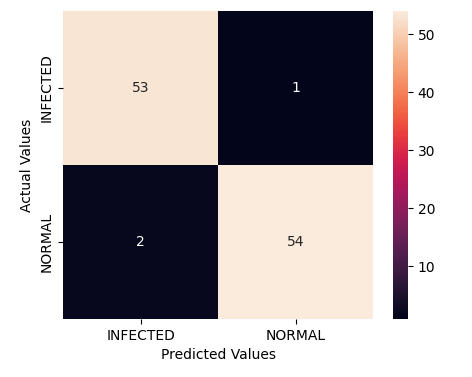 50
INFECTED
53
1
40
Actual Values
30
20
NORMAL
2
54
10
INFECTED
NORMAL
Predicted Values